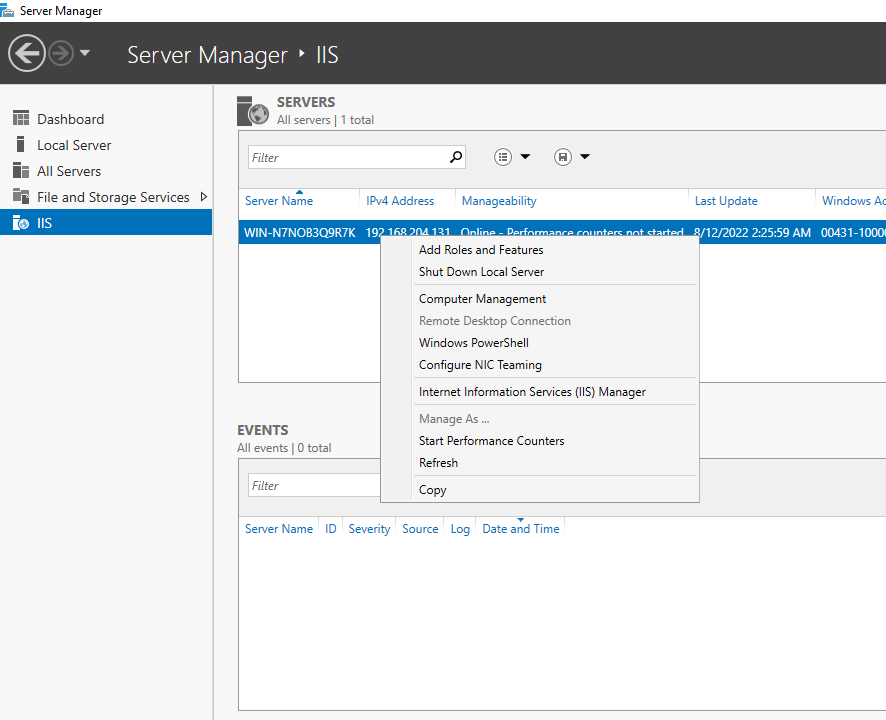 Server Manager
Server Manager ‣ IIS
Dashboard
Local Server
All Servers
File and Storage Services
IIS
SERVERS
All servers | 1 total
Filter
Server Name IPv4 Address Manageability Last Update Windows Ac
WIN-N7NOB3Q9R7K 192.168.204.131 Online - Performance counters not started 8/12/2022 2:25:59 AM 00431-10000
Add Roles and Features
Shut Down Local Server
Computer Management
Remote Desktop Connection
Windows PowerShell
Configure NIC Teaming
Internet Information Services (IIS) Manager
Manage As ...
Start Performance Counters
Refresh
Copy
EVENTS
All events | 0 total
Filter
Server Name ID Severity Source Log Date and Time